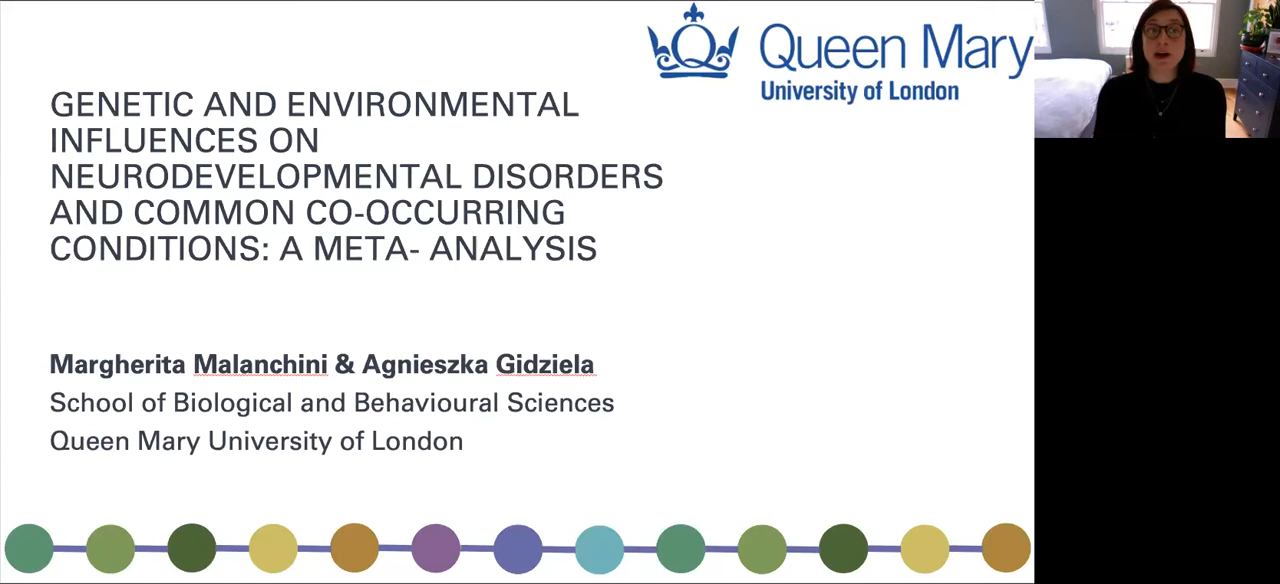 Queen Mary
University of London
GENETIC AND ENVIRONMENTAL
INFLUENCES ON
NEURODEVELOPMENTAL DISORDERS
AND COMMON CO-OCCURRING
CONDITIONS: A META- ANALYSIS
Margherita Malanchini & Agnieszka Gidziela
School of Biological and Behavioural Sciences
Queen Mary University of London